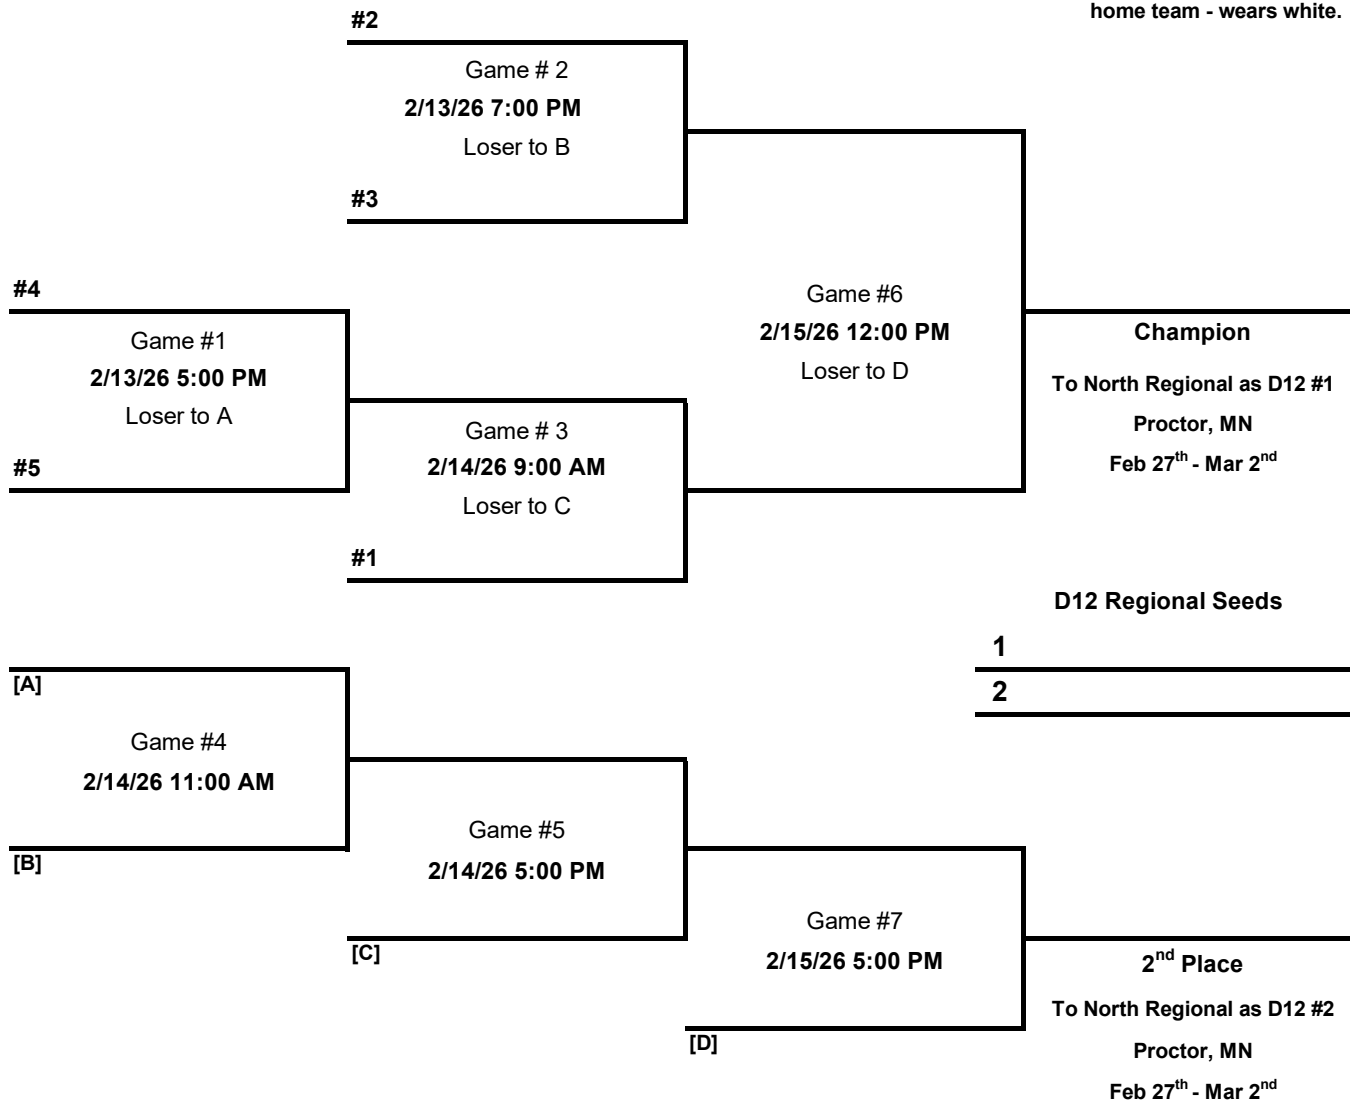 home team - wears white.
#2
Game # 2
2/13/26 7:00 PM
Loser to B
#3
#4
Game #1
2/13/26 5:00 PM
Loser to A
#5
Game # 3
2/14/26 9:00 AM
Loser to C
#1
Game #6
2/15/26 12:00 PM
Loser to D
Champion
To North Regional as D12 #1
Proctor, MN
Feb 27th - Mar 2nd
D12 Regional Seeds
1
2
[A]
Game #4
2/14/26 11:00 AM
[B]
Game #5
2/14/26 5:00 PM
[C]
Game #7
2/15/26 5:00 PM
[D]
2nd Place
To North Regional as D12 #2
Proctor, MN
Feb 27th - Mar 2nd